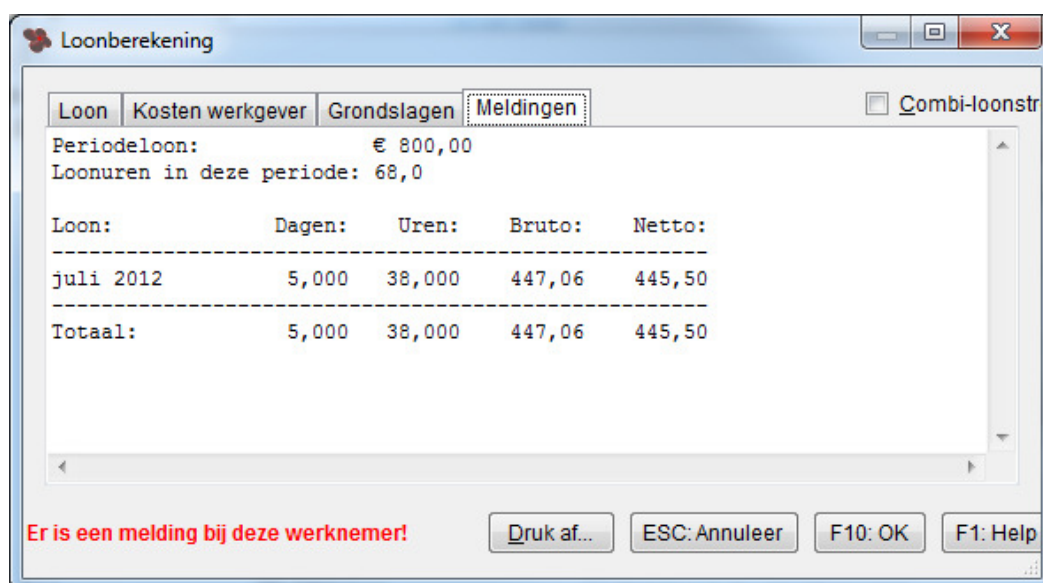 Loonberekening
Loon Kosten werkgever Grondslagen Meldingen Combi-loonstr
Periodeloon: € 800,00
Loonuren in deze periode: 68,0
Loon: Dagen: Uren: Bruto: Netto:
juli 2012 5,000 38,000 447,06 445,50
Totaal: 5,000 38,000 447,06 445,50
Er is een melding bij deze werknemer! Druk af... ESC: Annuleer F10: OK F1: Help